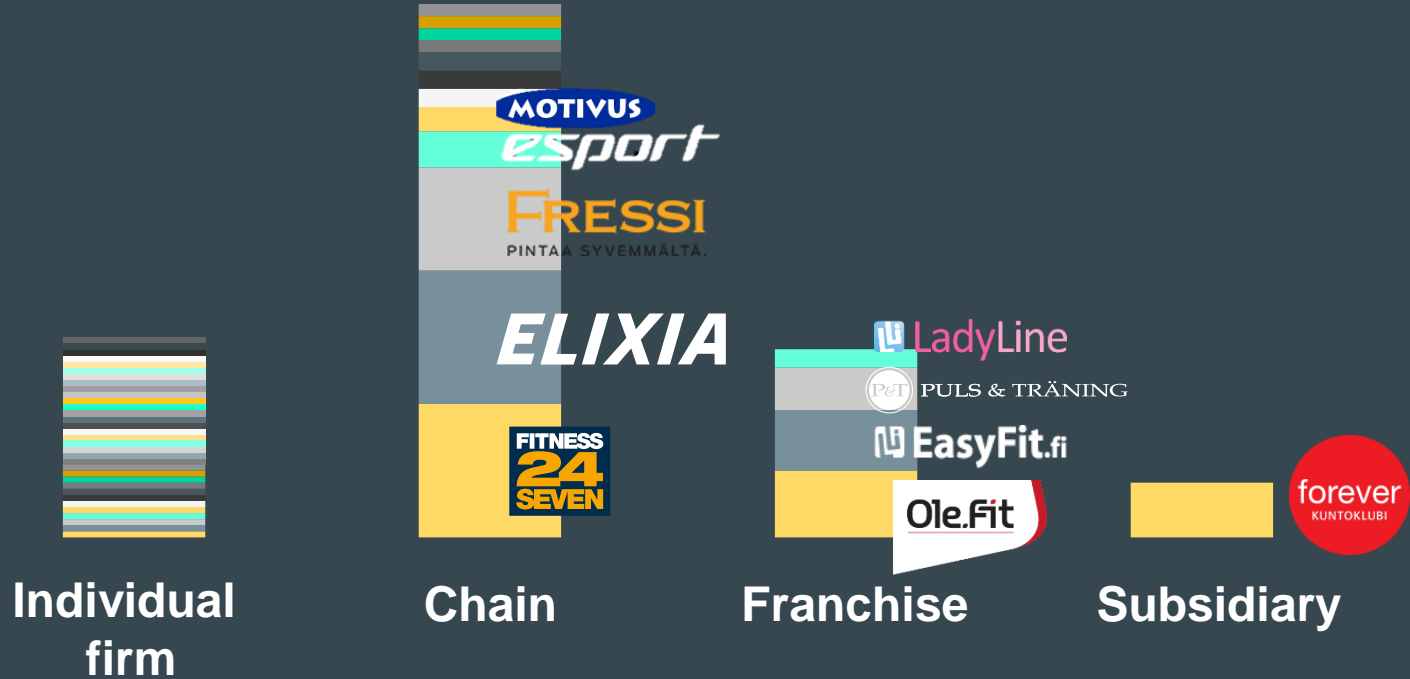 MOTIVUS
esport
FRESSI
PINTAA SYVEMMÄLTÄ.
ELIXIA
FITNESS
24
SEVEN
LadyLine
P&T PULS & TRÄNING
EasyFit.fi
Ole.Fit
forever
KUNTOKLUBI
Individual
firm
Chain
Franchise
Subsidiary